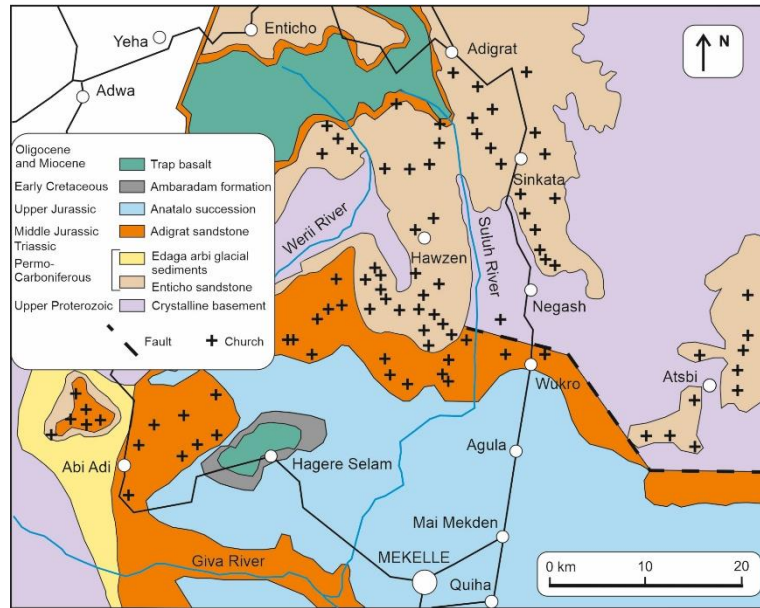 Enticho
Yeha
Adigrat
N
Adwa
Oligocene
and Miocene
Trap basalt
Early Cretaceous
Ambaradam formation
Upper Jurassic
Anatalo succession
Middle Jurassic
Triassic
Adigrat sandstone
Permo-
Carboniferous
Edaga arbi glacial
sediments
Enticho sandstone
Upper Proterozoic
Crystalline basement
Fault
Church
Sinkata
Werii River
Suluh River
Hawzen
Negash
Wukro
Atsbi
Abi Adi
Hagere Selam
Agula
Mai Mekden
Giva River
MEKELLE
Quiha
0 km 10 20